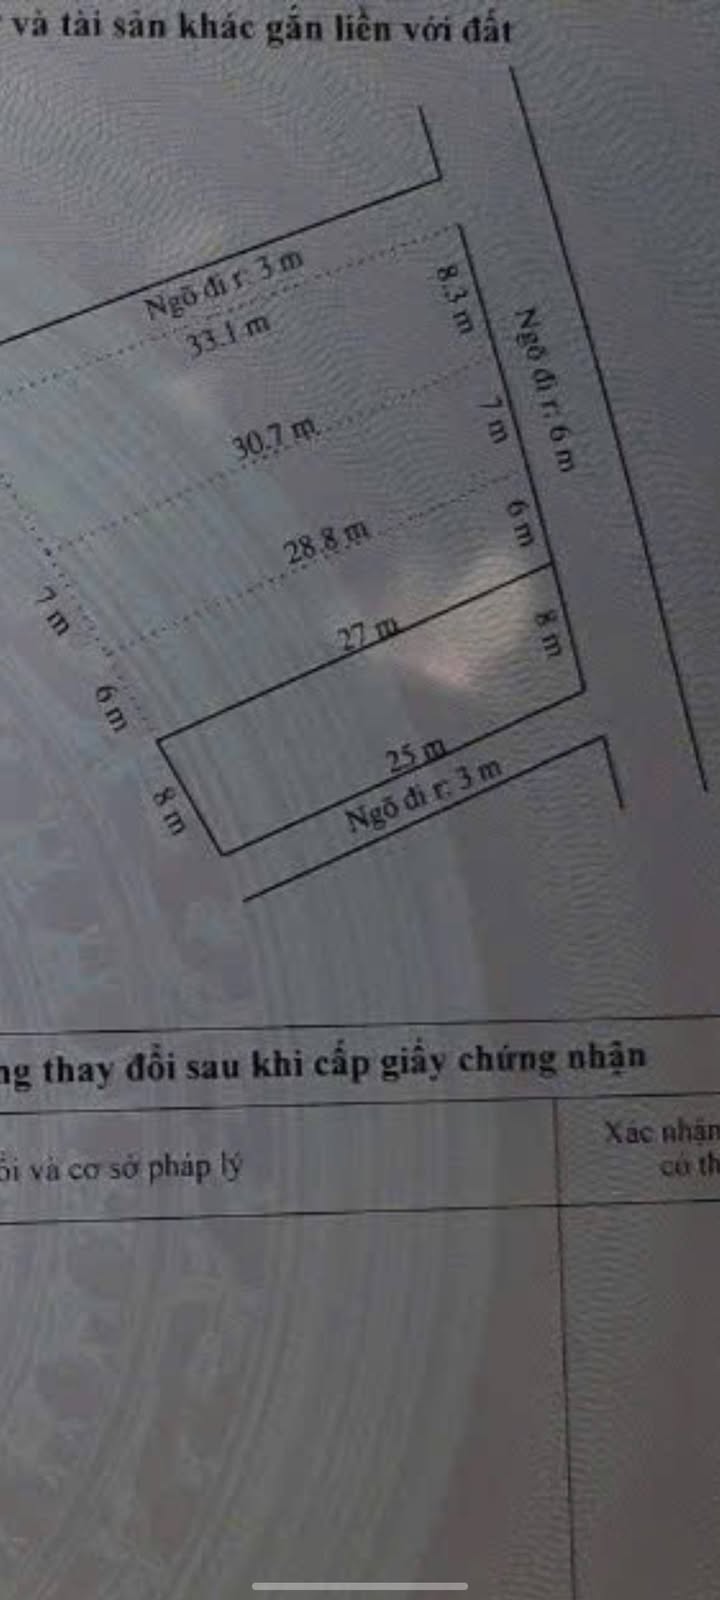 và tài sản khác gắn liền với đất
Ngõ đi r: 3 m
33.1 m
8.3 m
Ngõ đi r: 6 m
30.7 m
7 m
28.8 m
6 m
7 m
27 m
8 m
6 m
25 m
8 m
Ngõ đi r: 3 m
ng thay đổi sau khi cấp giấy chứng nhận
ổi và cơ sở pháp lý
Xác nhận
có th